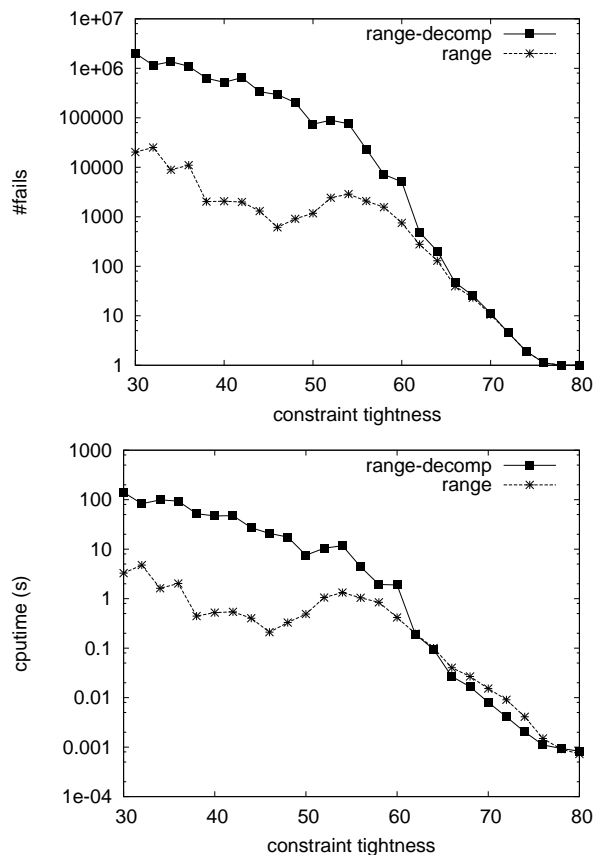 1e+07
1e+06
100000
10000
1000
100
10
1
#fails
range-decomp
range
30 40 50 60 70 80
constraint tightness
1000
100
10
1
0.1
0.01
0.001
1e-04
cputime (s)
range-decomp
range
30 40 50 60 70 80
constraint tightness